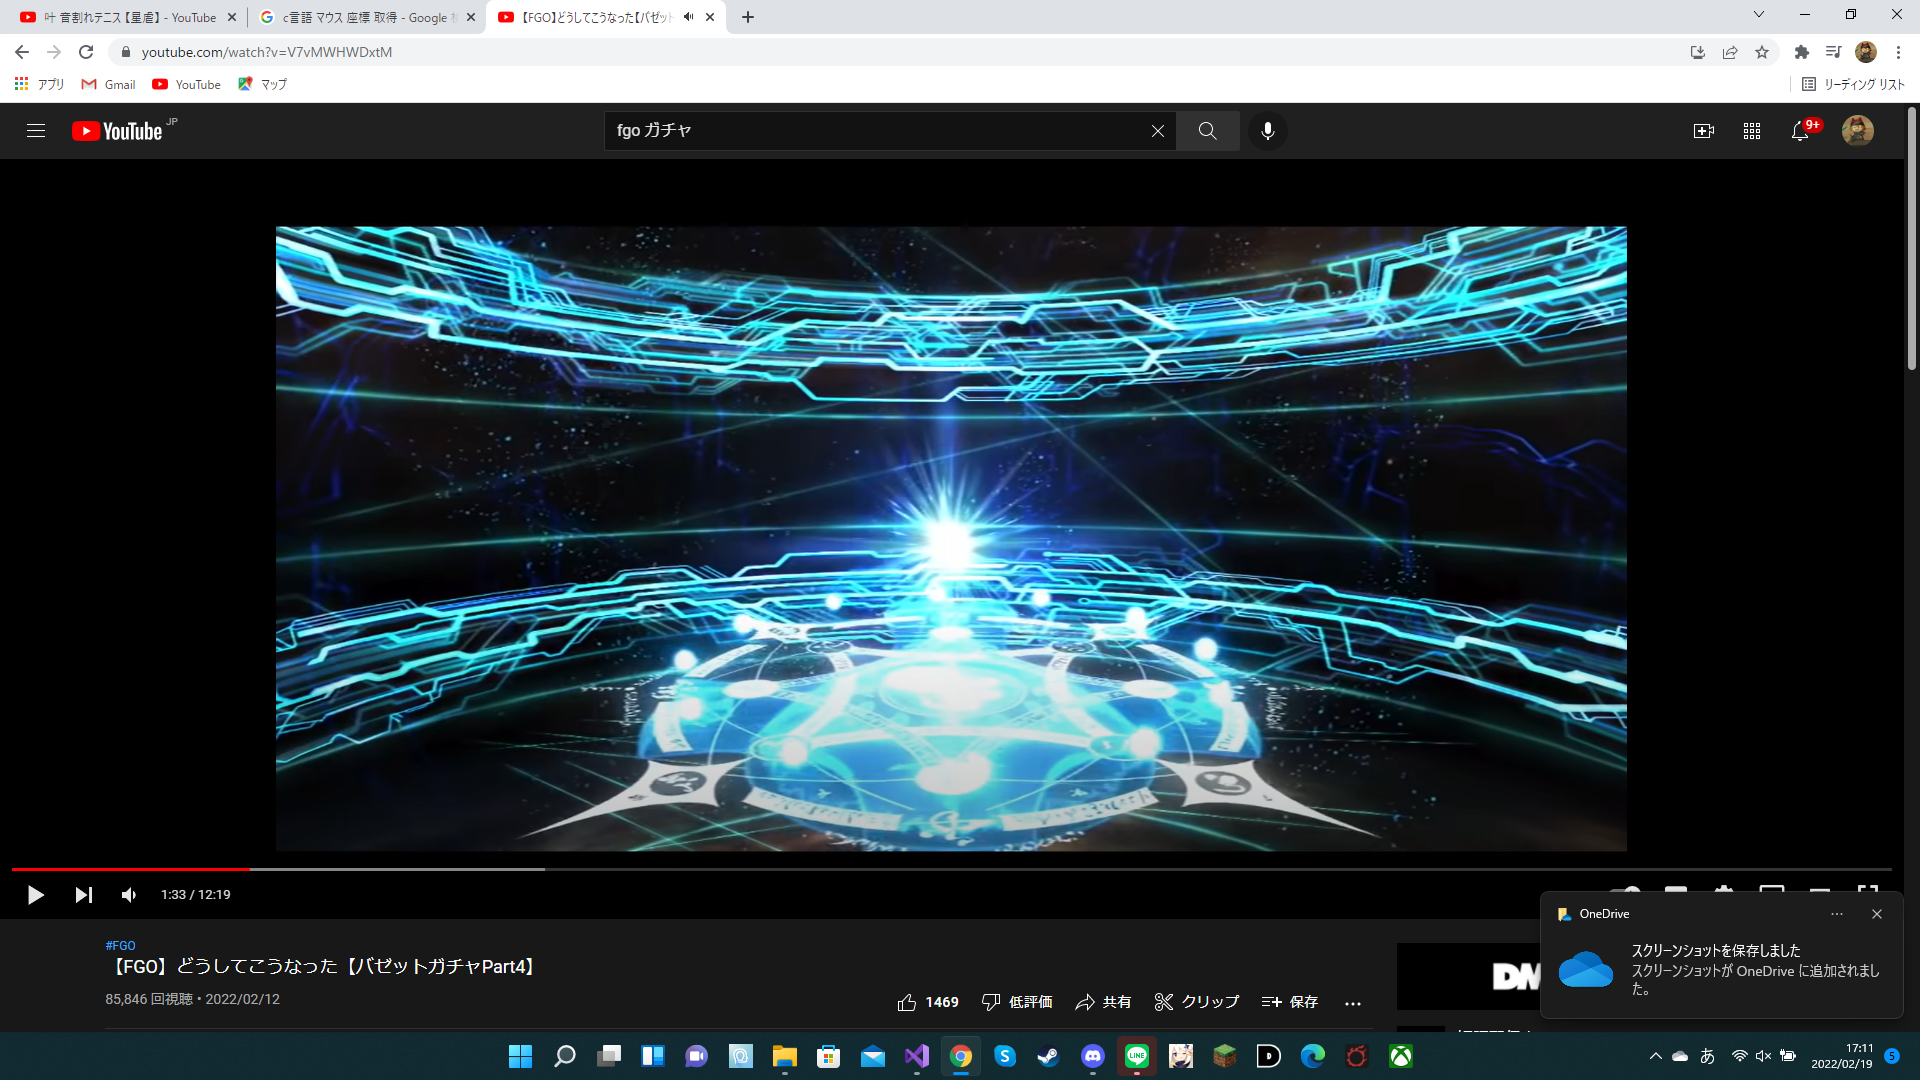 叶 音割れテニス【星虐】 - YouTube
c言語 マウス 座標 取得 - Google
【FGO】どうしてこうなった【バゼット
youtube.com/watch?v=V7vMWHWDxtM
アプリ
Gmail
YouTube
マップ
リーディング リスト
YouTube JP
fgo ガチャ
9+
1:33 / 12:19
#FGO
【FGO】どうしてこうなった【バゼットガチャPart4】
85,846 回視聴・2022/02/12
1469
低評価
共有
クリップ
保存
DM
OneDrive
スクリーンショットを保存しました
スクリーンショットが OneDrive に追加されまし
た。
LINE
あ
17:11
2022/02/19
5